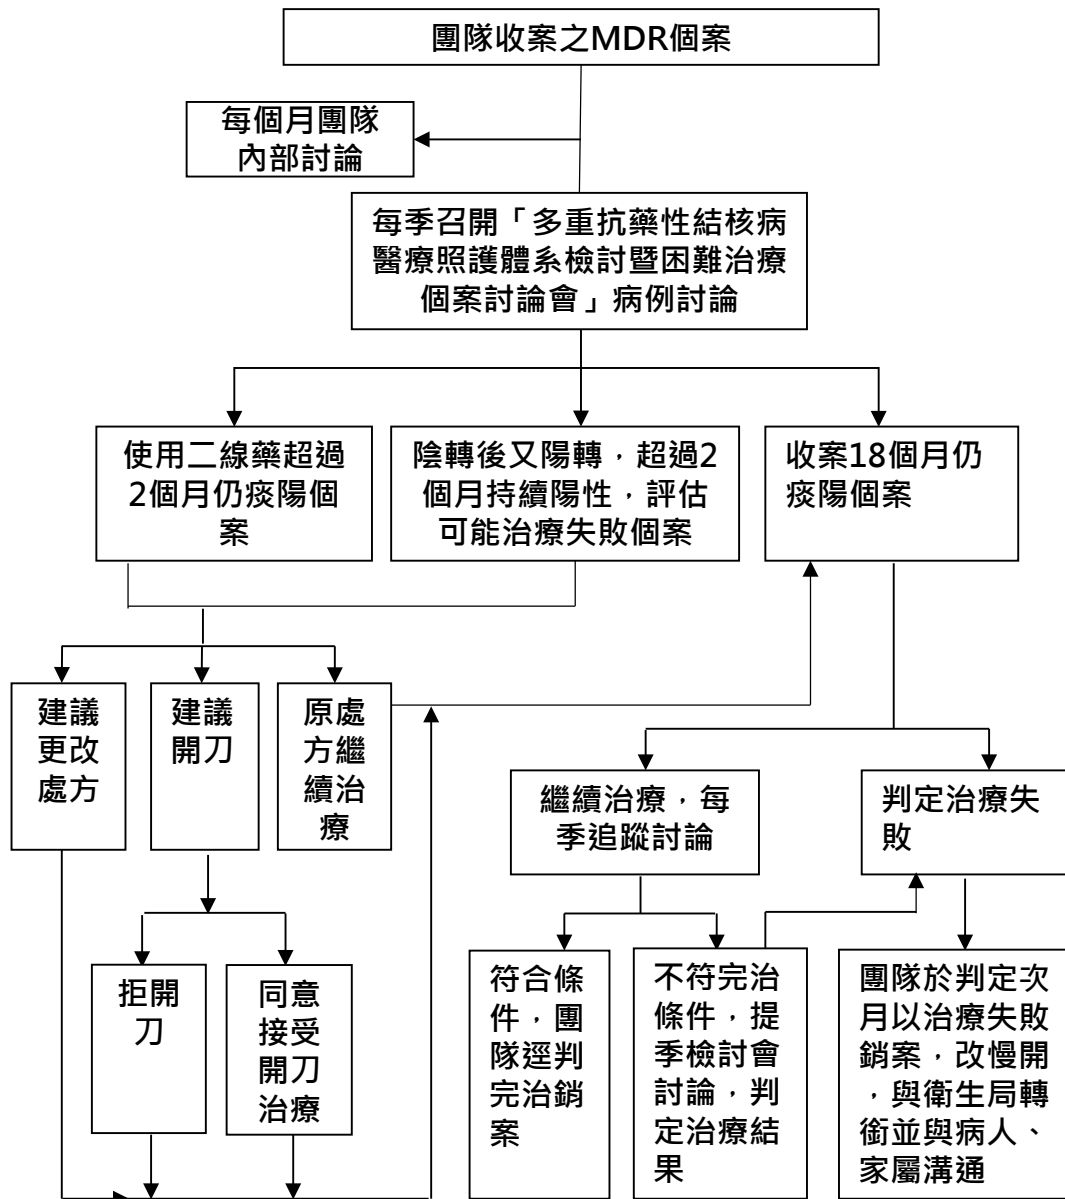 團隊收案之MDR個案
每個月團隊
內部討論
每季召開「多重抗藥性結核病
醫療照護體系檢討暨困難治療
個案討論會」病例討論
使用二線藥超過
2個月仍痰陽個
案
陰轉後又陽轉，超過2
個月持續陽性，評估
可能治療失敗個案
收案18個月仍
痰陽個案
建議
更改
處方
建議
開刀
原處
方繼
續治
療
繼續治療，每
季追蹤討論
判定治療失
敗
拒開
刀
同意
接受
開刀
治療
符合條
件，團
隊逕判
完治銷
案
不符完治
條件，提
季檢討會
討論，判
定治療結
果
團隊於判定次
月以治療失敗
銷案，改慢開
，與衛生局轉
銜並與病人、
家屬溝通